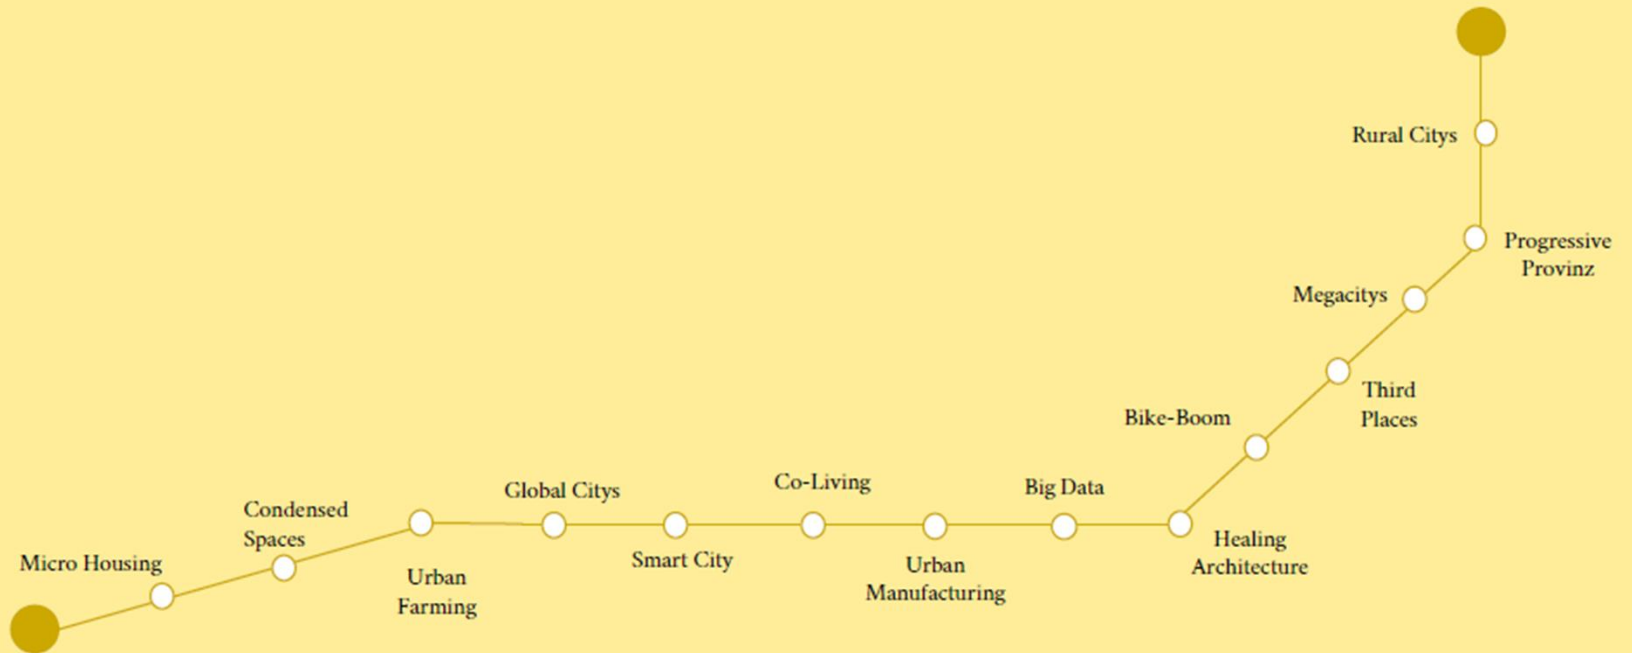 Rural Citys
Progressive
Provinz
Megacitys
Third
Places
Bike-Boom
Healing
Architecture
Big Data
Urban
Manufacturing
Co-Living
Smart City
Global Citys
Urban
Farming
Condensed
Spaces
Micro Housing